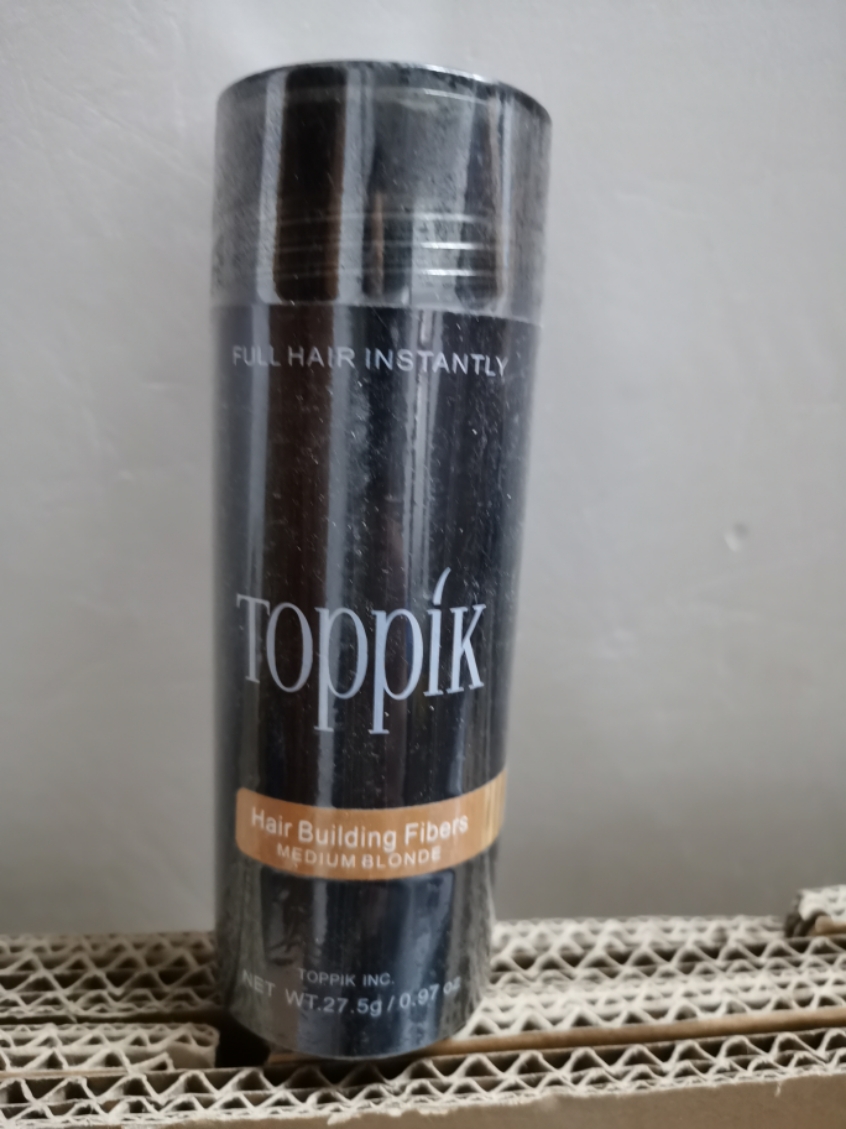 FULL HAIR INSTANTLY
Toppik
Hair Building Fibers
MEDIUM BLONDE
TOPPIK INC.
NET WT.27.5g / 0.97 oz